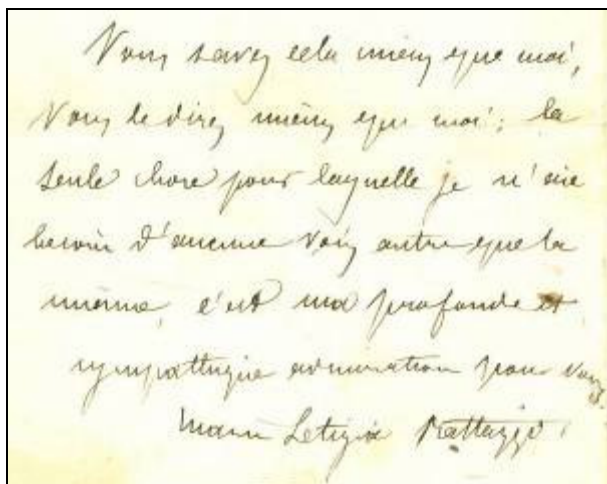 Vous savez cela mieux que moi,
Vous le direz mieux que moi; la
seule chose pour laquelle je n'aie
besoin d'aucune voix autre que la
mienne, c'est ma profonde et
sympathique admiration pour vous.
Marie Letizia Rattazzi.